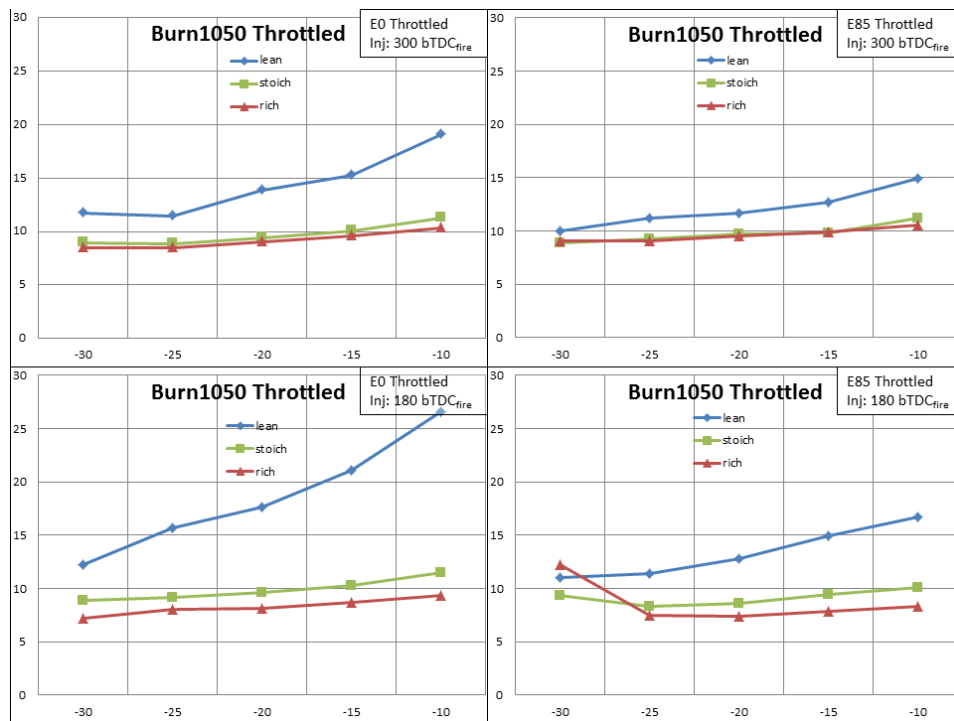 30
Burn1050 Throttled
E0 Throttled
Inj: 300 bTDCfire
lean
stoich
rich
25
20
15
10
5
0
-30 -25 -20 -15 -10
30
Burn1050 Throttled
E85 Throttled
Inj: 300 bTDCfire
lean
stoich
rich
25
20
15
10
5
0
-30 -25 -20 -15 -10
30
Burn1050 Throttled
E0 Throttled
Inj: 180 bTDCfire
lean
stoich
rich
25
20
15
10
5
0
-30 -25 -20 -15 -10
30
Burn1050 Throttled
E85 Throttled
Inj: 180 bTDCfire
lean
stoich
rich
25
20
15
10
5
0
-30 -25 -20 -15 -10